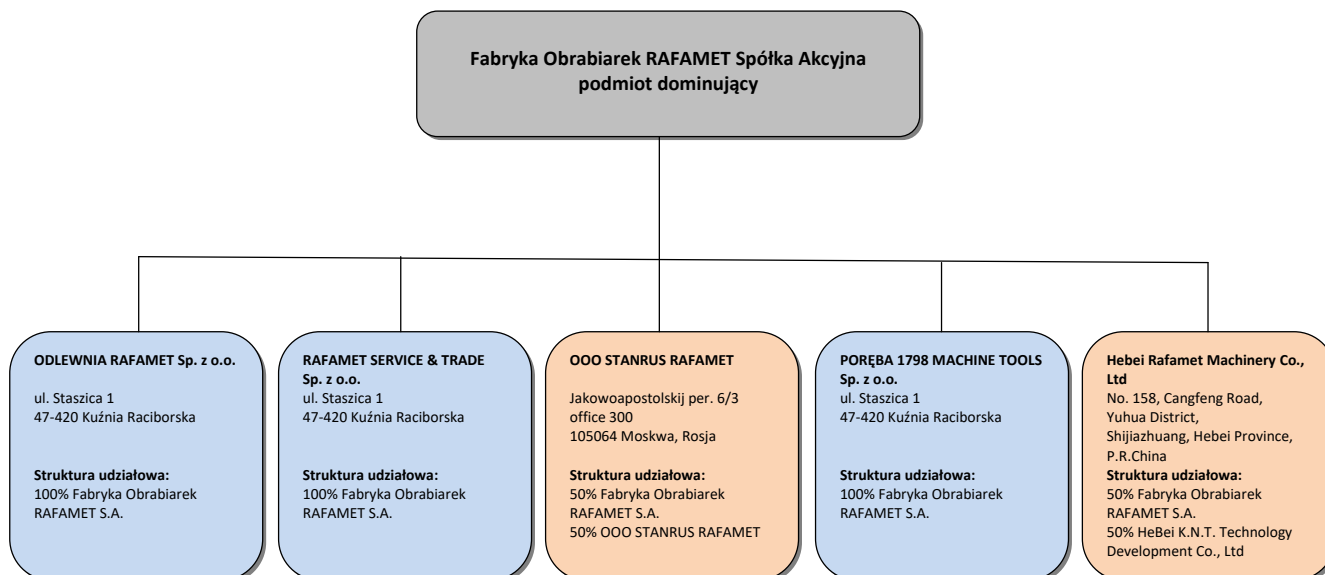 Fabryka Obrabiarek RAFAMET Spółka Akcyjna
podmiot dominujący
ODLEWNIA RAFAMET Sp. z o.o.
ul. Staszica 1
47-420 Kuźnia Raciborska
Struktura udziałowa:
100% Fabryka Obrabiarek
RAFAMET S.A.
RAFAMET SERVICE & TRADE
Sp. z o.o.
ul. Staszica 1
47-420 Kuźnia Raciborska
Struktura udziałowa:
100% Fabryka Obrabiarek
RAFAMET S.A.
OOO STANRUS RAFAMET
Jakowoapostolskij per. 6/3
office 300
105064 Moskwa, Rosja
Struktura udziałowa:
50% Fabryka Obrabiarek
RAFAMET S.A.
50% OOO STANRUS RAFAMET
PORĘBA 1798 MACHINE TOOLS
Sp. z o.o.
ul. Staszica 1
47-420 Kuźnia Raciborska
Struktura udziałowa:
100% Fabryka Obrabiarek
RAFAMET S.A.
Hebei Rafamet Machinery Co.,
Ltd
No. 158, Cangfeng Road,
Yuhua District,
Shijiazhuang, Hebei Province,
P.R.China
Struktura udziałowa:
50% Fabryka Obrabiarek
RAFAMET S.A.
50% HeBei K.N.T. Technology
Development Co., Ltd